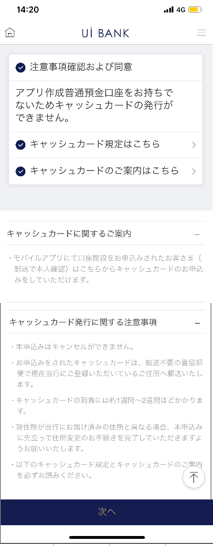 14:20
4G
UI BANK
注意事項確認および同意
アプリ作成普通預金口座をお持ちで
ないためキャッシュカードの発行が
できません。
キャッシュカード規定はこちら
キャッシュカードのご案内はこちら
キャッシュカードに関するご案内
・モバイルアプリにて口座開設をお申込みされたお客さま（
郵送で本人確認）はこちらからキャッシュカードのお申込
みをしていただけます。
キャッシュカード発行に関する注意事項
・本申込みはキャンセルができません。
・お申込みをされたキャッシュカードは、転送不要の書留郵
便で現在当行にご登録いただいているご住所へ郵送いたし
ます。
・キャッシュカードの到着には約1週間～2週間ほどかかりま
す。
・現住所が当行にお届け済みの住所と異なる場合、本申込み
に先立って住所変更のお手続きを完了していただきますよ
うお願いいたします。
・以下のキャッシュカード規定とキャッシュカードのご案内
を必ずお読みください。
次へ